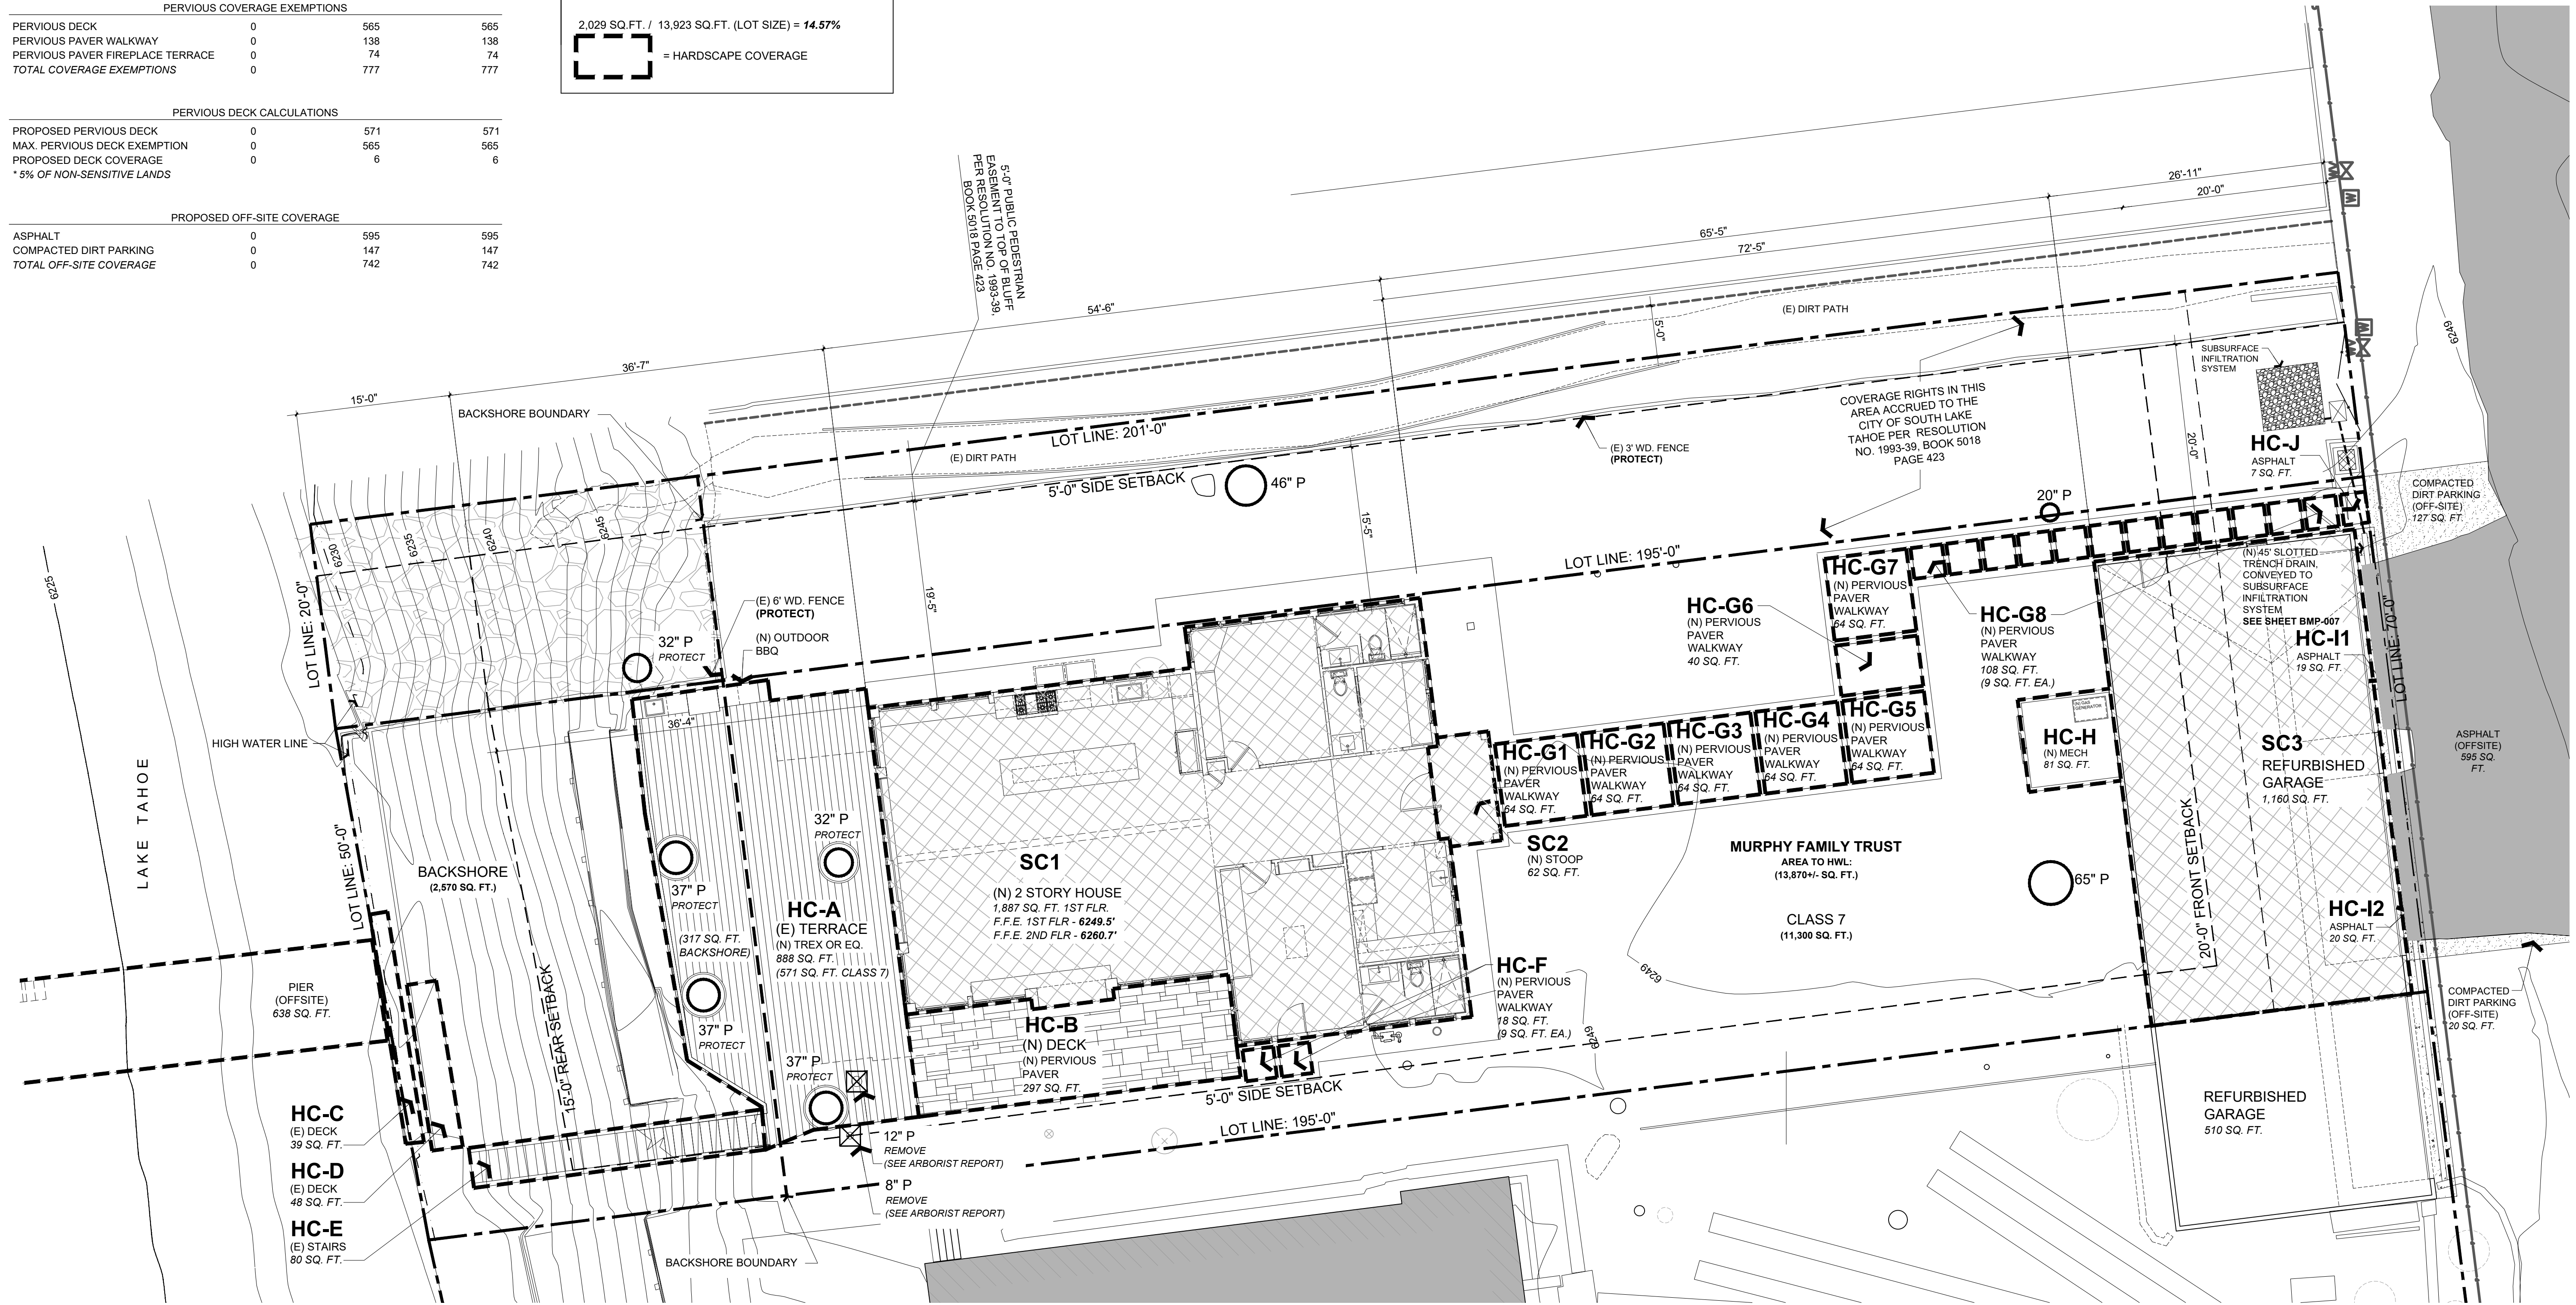 PERVIOUS COVERAGE EXEMPTIONS
PERVIOUS DECK 0 565 565
PERVIOUS PAVER WALKWAY 0 138 138
PERVIOUS PAVER FIREPLACE TERRACE 0 74 74
TOTAL COVERAGE EXEMPTIONS 0 777 777
PERVIOUS DECK CALCULATIONS
PROPOSED PERVIOUS DECK 0 571 571
MAX. PERVIOUS DECK EXEMPTION 0 565 565
PROPOSED DECK COVERAGE 0 6 6
* 5% OF NON-SENSITIVE LANDS
PROPOSED OFF-SITE COVERAGE
ASPHALT 0 595 595
COMPACTED DIRT PARKING 0 147 147
TOTAL OFF-SITE COVERAGE 0 742 742
2,029 SQ.FT. / 13,923 SQ.FT. (LOT SIZE) = 14.57%
= HARDSCAPE COVERAGE
5'-0" PUBLIC PEDESTRIAN
EASEMENT TO TOP OF BLUFF
PER RESOLUTION NO. 1993-39,
BOOK 5018 PAGE 423
26'-11"
20'-0"
65'-5"
72'-5"
54'-6"
36'-7"
15'-0"
W
W
W
W
BACKSHORE BOUNDARY
LOT LINE: 201'-0"
(E) DIRT PATH
(E) DIRT PATH
5'-0"
5'-0" SIDE SETBACK
46" P
(E) 3' WD. FENCE
(PROTECT)
COVERAGE RIGHTS IN THIS
AREA ACCRUED TO THE
CITY OF SOUTH LAKE
TAHOE PER RESOLUTION
NO. 1993-39, BOOK 5018
PAGE 423
SUBSURFACE
INFILTRATION
SYSTEM
6249
20'-0"
HC-J
ASPHALT
7 SQ. FT.
COMPACTED
DIRT PARKING
(OFF-SITE)
127 SQ. FT.
20" P
6225
6230
6235
6240
6245
LOT LINE: 20'-0"
19'-5"
15'-5"
LOT LINE: 195'-0"
(E) 6' WD. FENCE
(PROTECT)
(N) OUTDOOR
BBQ
32" P
PROTECT
36'-4"
HIGH WATER LINE
LAKE TAHOE
LOT LINE: 50'-0"
BACKSHORE
(2,570 SQ. FT.)
15'-0" REAR SETBACK
37" P
PROTECT
(317 SQ. FT.
BACKSHORE)
37" P
PROTECT
32" P
PROTECT
HC-A
(E) TERRACE
(N) TREX OR EQ.
888 SQ. FT.
(571 SQ. FT. CLASS 7)
37" P
PROTECT
SC1
(N) 2 STORY HOUSE
1,887 SQ. FT. 1ST FLR.
F.F.E. 1ST FLR - 6249.5'
F.F.E. 2ND FLR - 6260.7'
HC-B
(N) DECK
(N) PERVIOUS
PAVER
297 SQ. FT.
HC-G1
(N) PERVIOUS
PAVER
WALKWAY
64 SQ. FT.
HC-G2
(N) PERVIOUS
PAVER
WALKWAY
64 SQ. FT.
HC-G3
(N) PERVIOUS
PAVER
WALKWAY
64 SQ. FT.
HC-G4
(N) PERVIOUS
PAVER
WALKWAY
64 SQ. FT.
HC-G5
(N) PERVIOUS
PAVER
WALKWAY
64 SQ. FT.
HC-G6
(N) PERVIOUS
PAVER
WALKWAY
40 SQ. FT.
HC-G7
(N) PERVIOUS
PAVER
WALKWAY
64 SQ. FT.
HC-G8
(N) PERVIOUS
PAVER
WALKWAY
108 SQ. FT.
(9 SQ. FT. EA.)
(N) 45' SLOTTED
TRENCH DRAIN,
CONVEYED TO
SUBSURFACE
INFILTRATION
SYSTEM
SEE SHEET BMP-007
HC-I1
ASPHALT
19 SQ. FT.
LOT LINE: 70'-0"
(N) GAS
GENERATOR
HC-H
(N) MECH
81 SQ. FT.
SC3
REFURBISHED
GARAGE
1,160 SQ. FT.
ASPHALT
(OFFSITE)
595 SQ.
FT.
SC2
(N) STOOP
62 SQ. FT.
MURPHY FAMILY TRUST
AREA TO HWL:
(13,870+/- SQ. FT.)
CLASS 7
(11,300 SQ. FT.)
65" P
20'-0" FRONT SETBACK
HC-I2
ASPHALT
20 SQ. FT.
6249
HC-F
(N) PERVIOUS
PAVER
WALKWAY
18 SQ. FT.
(9 SQ. FT. EA.)
6249
COMPACTED
DIRT PARKING
(OFF-SITE)
20 SQ. FT.
PIER
(OFFSITE)
638 SQ. FT.
5'-0" SIDE SETBACK
LOT LINE: 195'-0"
HC-C
(E) DECK
39 SQ. FT.
HC-D
(E) DECK
48 SQ. FT.
HC-E
(E) STAIRS
80 SQ. FT.
12" P
REMOVE
(SEE ARBORIST REPORT)
8" P
REMOVE
(SEE ARBORIST REPORT)
BACKSHORE BOUNDARY
REFURBISHED
GARAGE
510 SQ. FT.